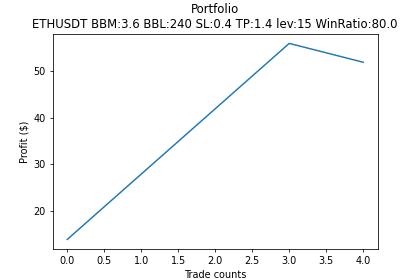 Portfolio
ETHUSDT BBM:3.6 BBL:240 SL:0.4 TP:1.4 lev:15 WinRatio:80.0
50
40
30
20
Profit ($)
0.0 0.5 1.0 1.5 2.0 2.5 3.0 3.5 4.0
Trade counts